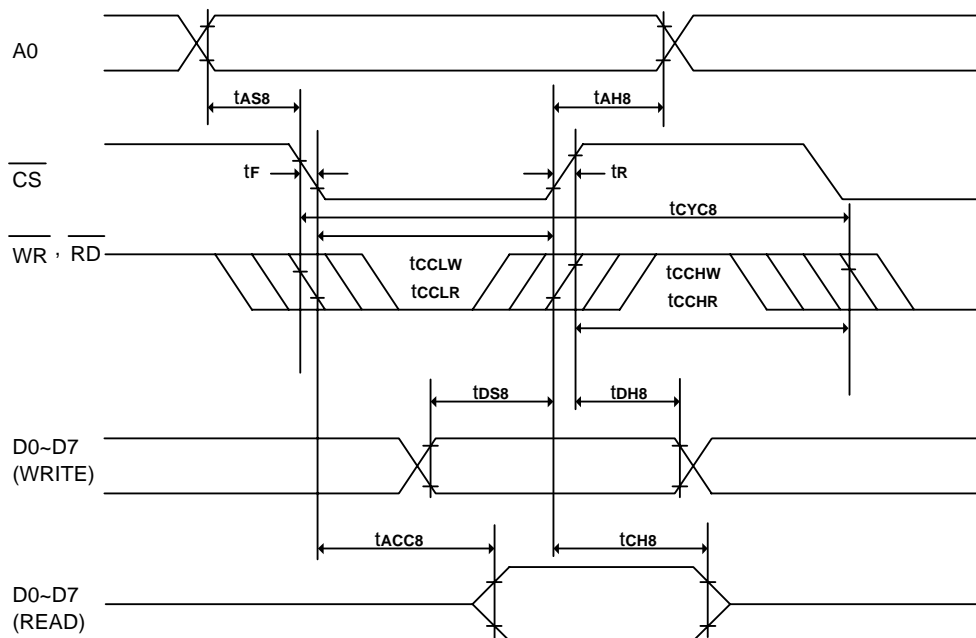 A0
tAS8
tAH8
CS
tF
tR
tCYC8
WR , RD
tCCLW
tCCHW
tCCLR
tCCHR
tDS8
tDH8
D0~D7
(WRITE)
tACC8
tCH8
D0~D7
(READ)